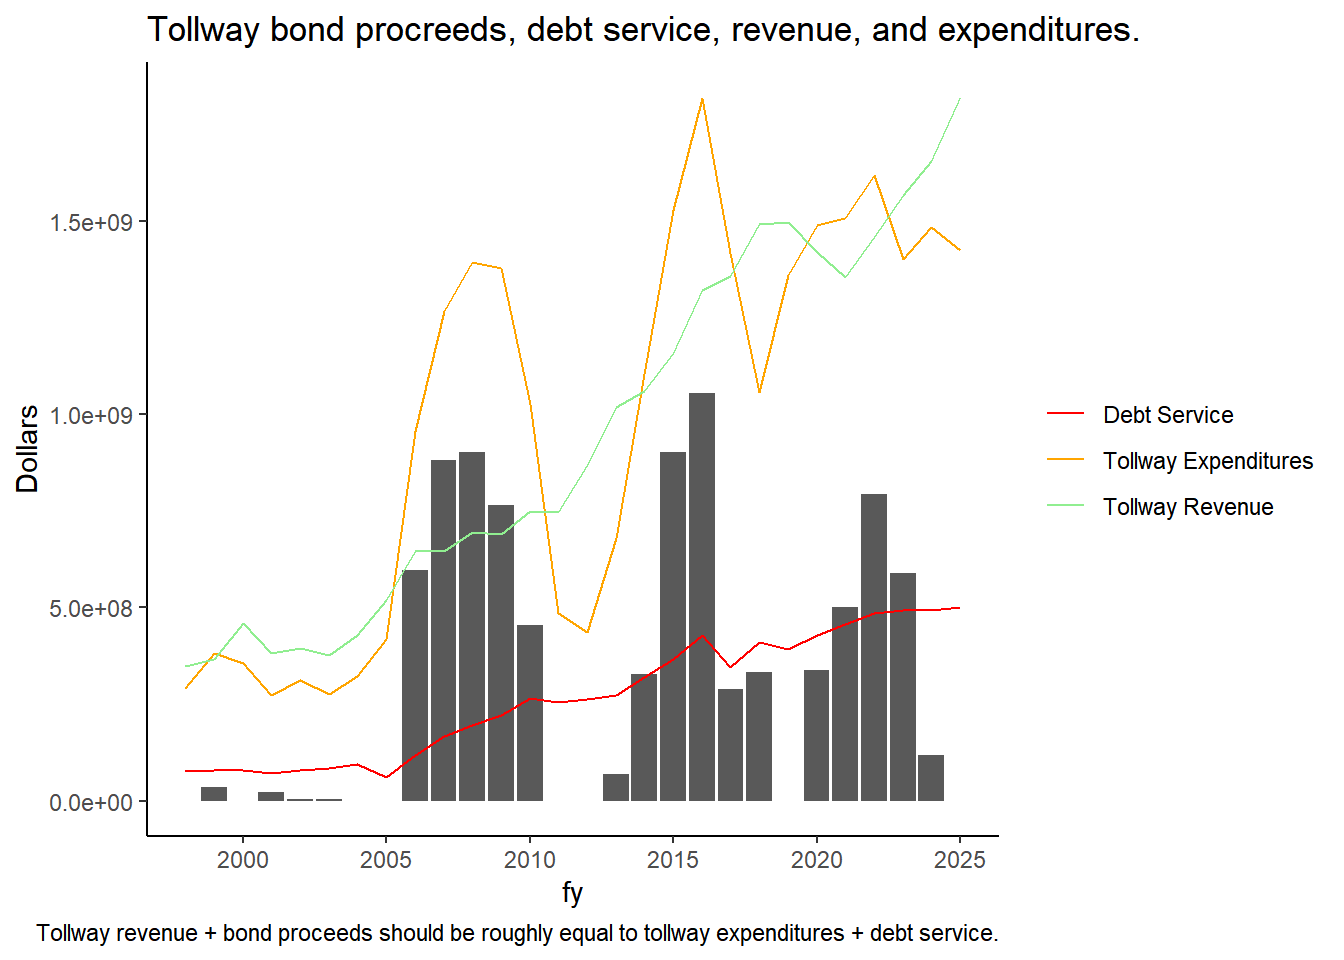 Tollway bond procreeds, debt service, revenue, and expenditures.
Dollars
1.5e+09
1.0e+09
5.0e+08
0.0e+00
2000 2005 2010 2015 2020 2025
fy
Debt Service
Tollway Expenditures
Tollway Revenue
Tollway revenue + bond proceeds should be roughly equal to tollway expenditures + debt service.